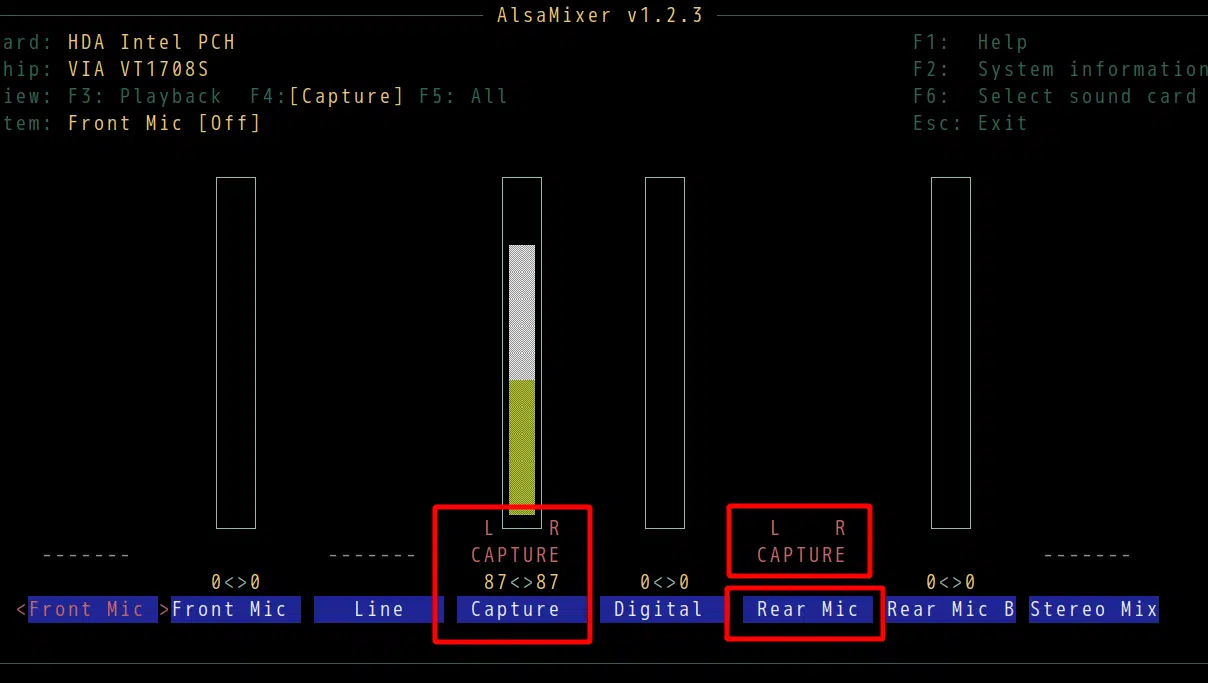 AlsaMixer v1.2.3
ard: HDA Intel PCH F1: Help
hip: VIA VT1708S F2: System information
iew: F3: Playback F4:[Capture] F5: All F6: Select sound card
tem: Front Mic [Off] Esc: Exit
L R L R
------- ------- CAPTURE CAPTURE -------
0<>0 87<>87 0<>0 0<>0
<Front Mic >Front Mic Line Capture Digital Rear Mic Rear Mic B Stereo Mix